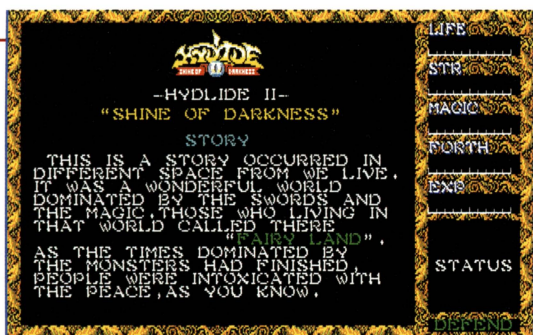 HYDLIDE
SHINE OF DARKNESS
-HYDLIDE II-
"SHINE OF DARKNESS"
STORY
THIS IS A STORY OCCURRED IN
DIFFERENT SPACE FROM WE LIVE.
IT WAS A WONDERFUL WORLD
DOMINATED BY THE SWORDS AND
THE MAGIC.THOSE WHO LIVING IN
THAT WORLD CALLED THERE
"FAIRY LAND".
AS THE TIMES DOMINATED BY
THE MONSTERS HAD FINISHED,
PEOPLE WERE INTOXICATED WITH
THE PEACE,AS YOU KNOW.
LIFE
STR
MAGIC
FORTH
EXP
STATUS
DEFEND